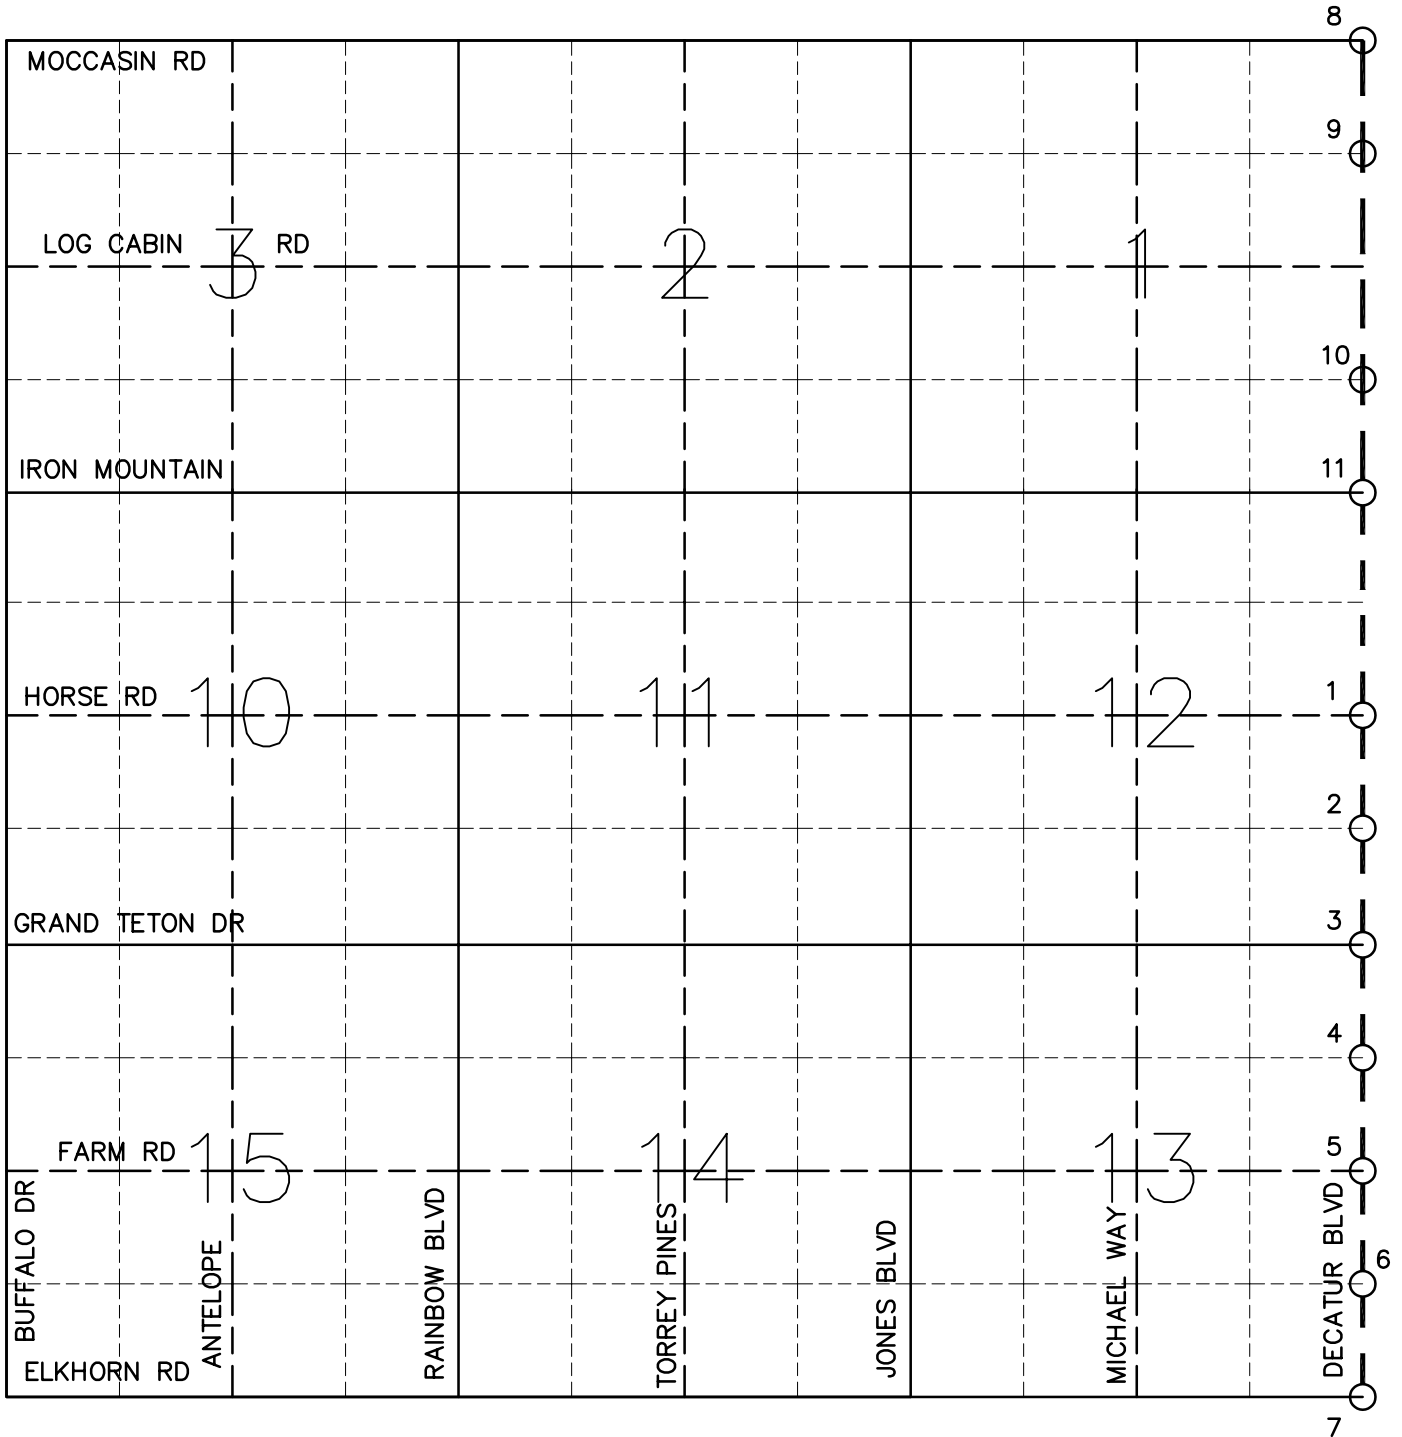 8
MOCCASIN RD
9
LOG CABIN RD
3
2
1
10
IRON MOUNTAIN
11
HORSE RD
10
11
12
1
2
GRAND TETON DR
3
4
FARM RD
15
14
13
5
BUFFALO DR
ANTELOPE
RAINBOW BLVD
TORREY PINES
JONES BLVD
MICHAEL WAY
DECATUR BLVD
6
ELKHORN RD
7